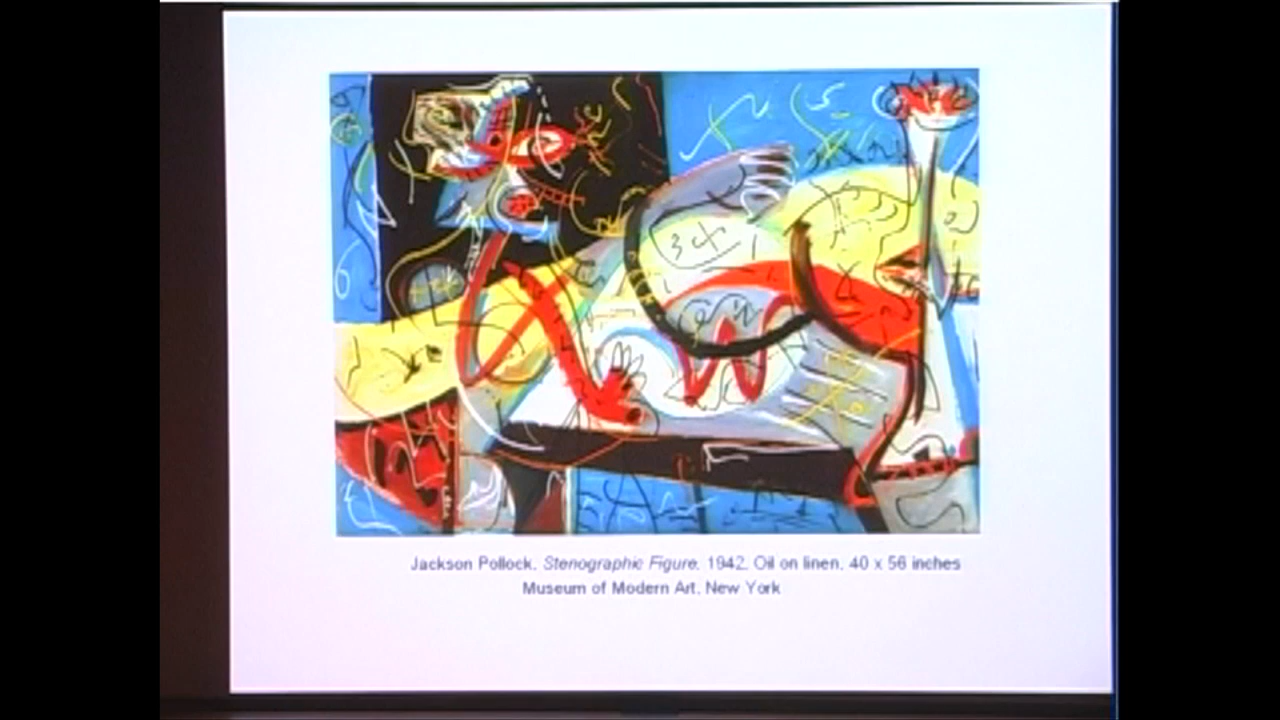 Jackson Pollock, Stenographic Figure, 1942, Oil on linen, 40 x 56 inches
Museum of Modern Art, New York